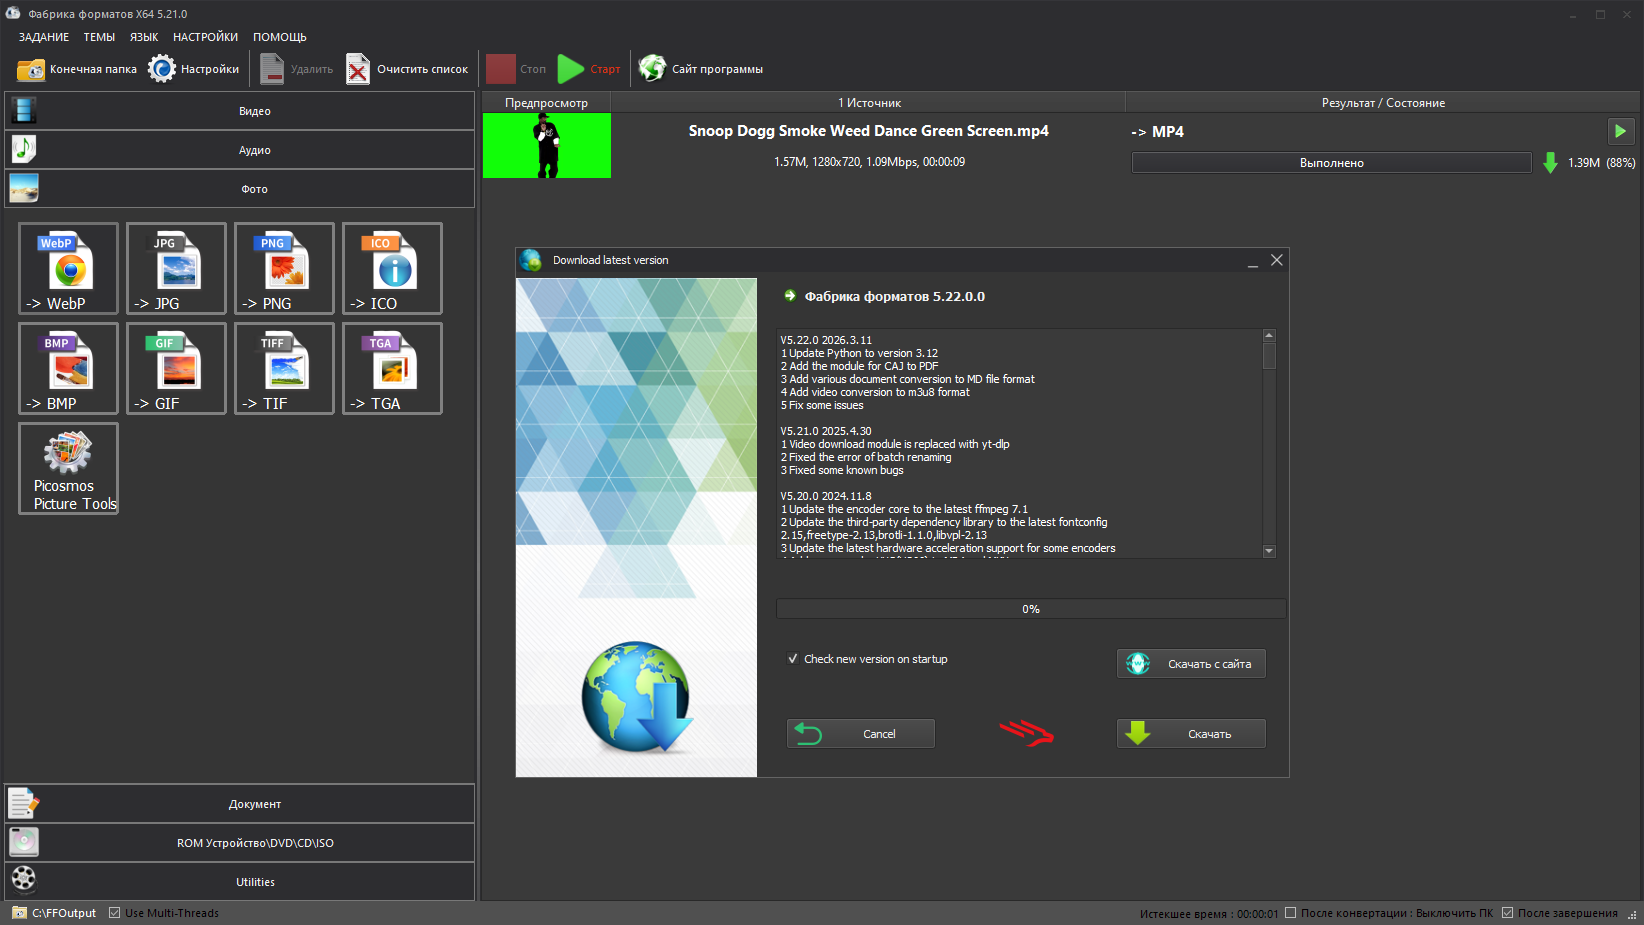 Фабрика форматов X64 5.21.0
ЗАДАНИЕ ТЕМЫ ЯЗЫК НАСТРОЙКИ ПОМОЩЬ
Конечная папка Настройки Удалить Очистить список Стоп Старт Сайт программы
Видео
Аудио
Фото
WebP
-> WebP
JPG
-> JPG
PNG
-> PNG
ICO
-> ICO
BMP
-> BMP
GIF
-> GIF
TIFF
-> TIF
TGA
-> TGA
Picosmos
Picture Tools
Документ
ROM Устройство\DVD\CD\ISO
Utilities
Предпросмотр 1 Источник Результат / Состояние
Snoop Dogg Smoke Weed Dance Green Screen.mp4
1.57M, 1280x720, 1.09Mbps, 00:00:09
-> MP4
Выполнено
1.39M (88%)
Download latest version
Фабрика форматов 5.22.0.0
V5.22.0 2026.3.11
1 Update Python to version 3.12
2 Add the module for CAJ to PDF
3 Add various document conversion to MD file format
4 Add video conversion to m3u8 format
5 Fix some issues
V5.21.0 2025.4.30
1 Video download module is replaced with yt-dlp
2 Fixed the error of batch renaming
3 Fixed some known bugs
V5.20.0 2024.11.8
1 Update the encoder core to the latest ffmpeg 7.1
2 Update the third-party dependency library to the latest fontconfig
2.15,freetype-2.13,brotli-1.1.0,libvpl-2.13
3 Update the latest hardware acceleration support for some encoders
0%
Check new version on startup
Скачать с сайта
Cancel
Скачать
C:\FFOutput Use Multi-Threads
Истекшее время : 00:00:01 После конвертации : Выключить ПК После завершения